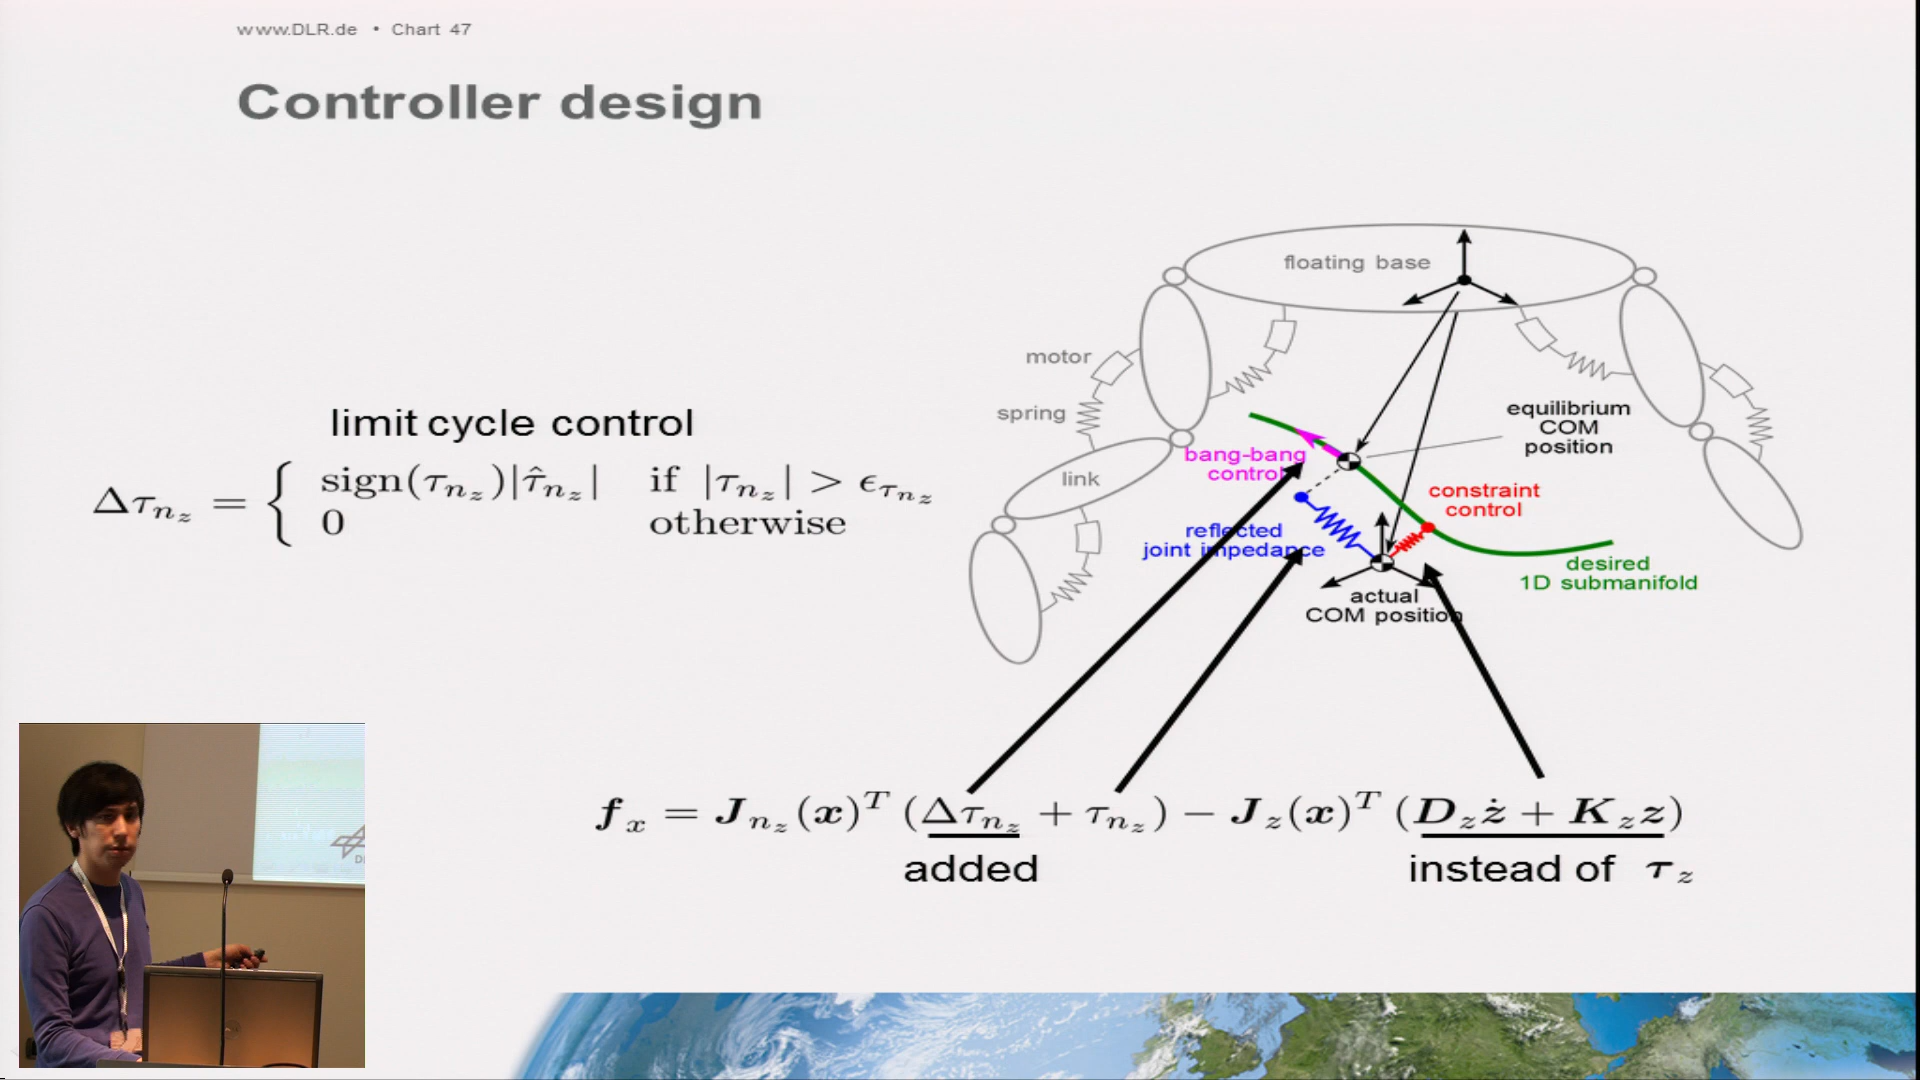 www.DLR.de • Chart 47
Controller design
floating base
motor
spring
link
equilibrium
COM
position
bang-bang
control
constraint
control
reflected
joint impedance
desired
1D submanifold
actual
COM position
limit cycle control
Δτ_{n_z} = { sign(τ_{n_z})|τ̂_{n_z}| if |τ_{n_z}| > ϵ_{τ_{n_z}}
0 otherwise
f_x = J_{n_z}(x)^T (Δτ_{n_z} + τ_{n_z}) − J_z(x)^T (D_z ż + K_z z)
added
instead of τ_z